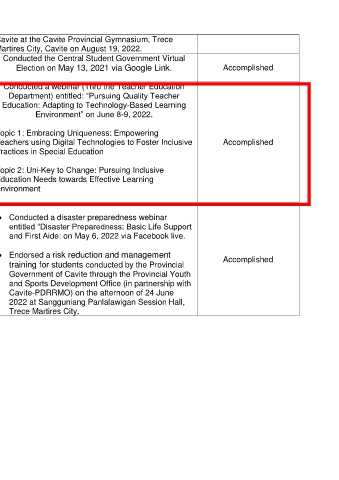 Cavite at the Cavite Provincial Gymnasium, Trece
Martires City, Cavite on August 19, 2022.
Conducted the Central Student Government Virtual
Election on May 13, 2021 via Google Link.
Accomplished
Conducted a webinar (Thru the Teacher Education
Department) entitled: “Pursuing Quality Teacher
Education: Adapting to Technology-Based Learning
Environment” on June 8-9, 2022.
Topic 1: Embracing Uniqueness: Empowering
Teachers using Digital Technologies to Foster Inclusive
Practices in Special Education
Topic 2: Uni-Key to Change: Pursuing Inclusive
Education Needs towards Effective Learning
Environment
Accomplished
Conducted a disaster preparedness webinar
entitled “Disaster Preparedness: Basic Life Support
and First Aide: on May 6, 2022 via Facebook live.
Endorsed a risk reduction and management
training for students conducted by the Provincial
Government of Cavite through the Provincial Youth
and Sports Development Office (in partnership with
Cavite-PDRRMO) on the afternoon of 24 June
2022 at Sangguniang Panlalawigan Session Hall,
Trece Martires City.
Accomplished